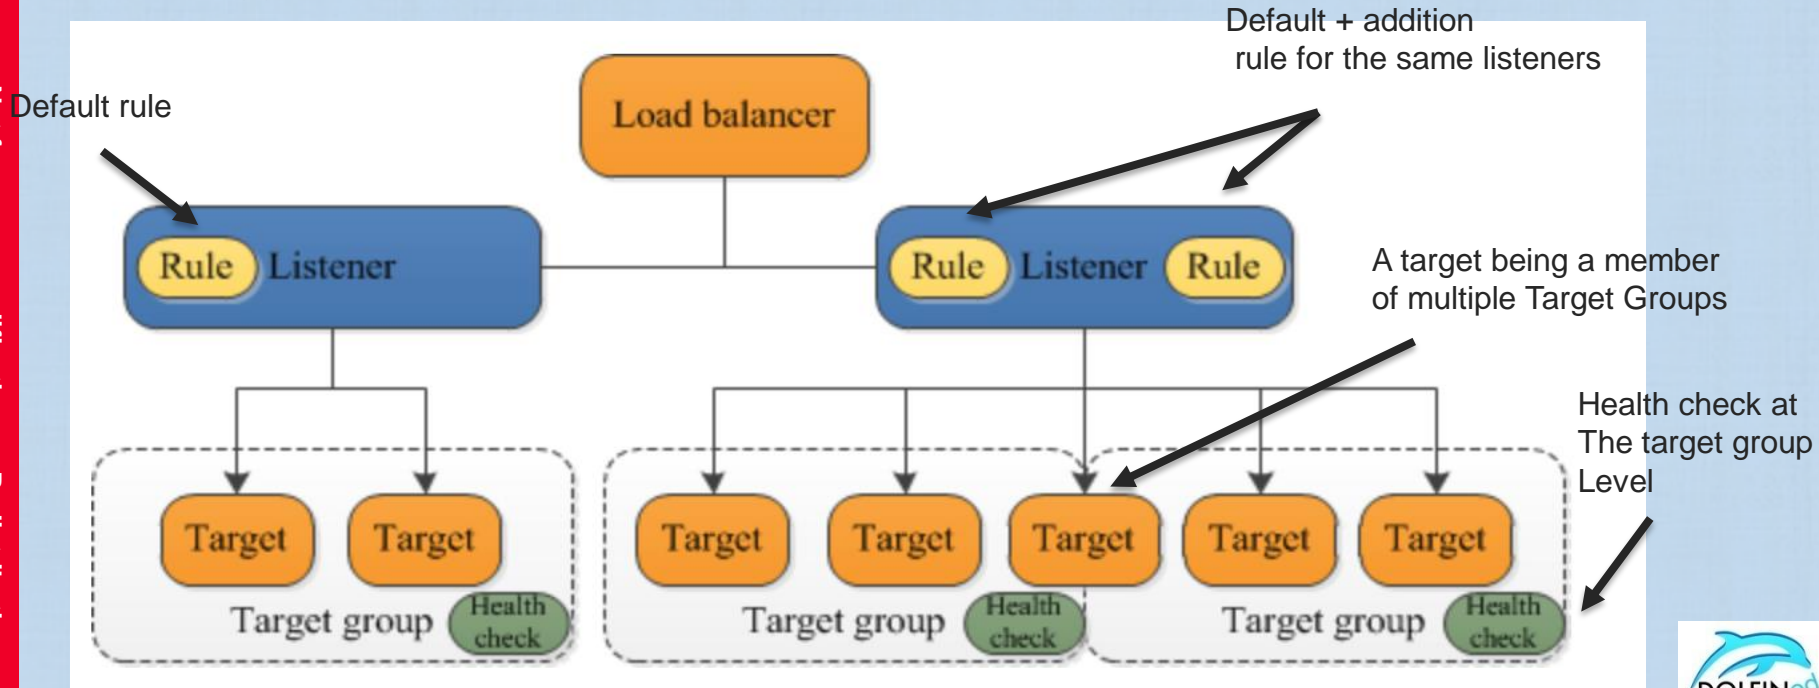 Default + addition
rule for the same listeners
Default rule
Load balancer
Rule Listener
Rule Listener Rule
A target being a member
of multiple Target Groups
Health check at
The target group
Level
Target Target
Target Target Target Target Target
Target group Health check
Target group Health check
Target group Health check